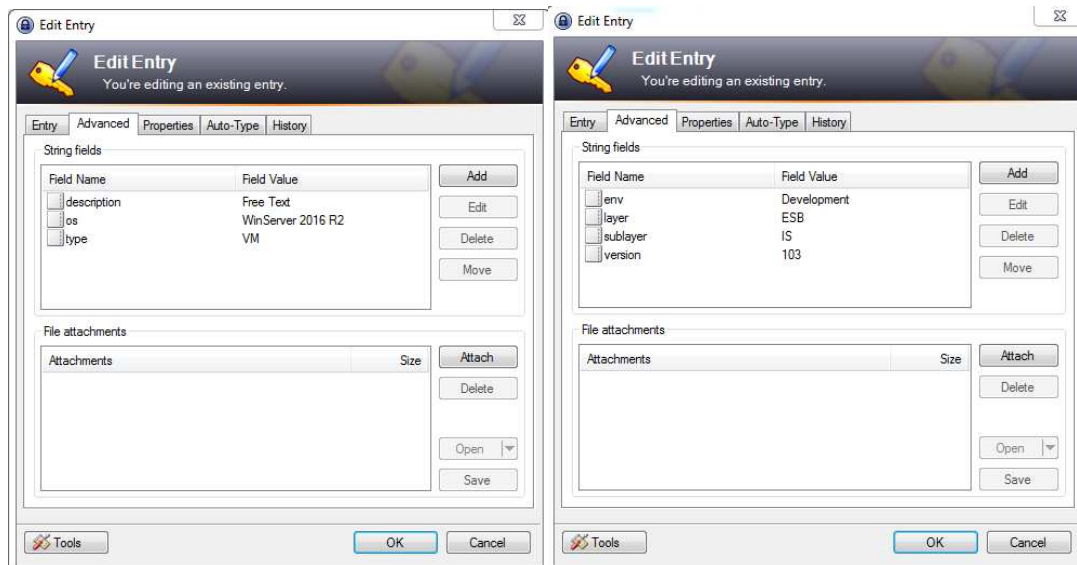 Edit Entry
Edit Entry
You're editing an existing entry.
Entry Advanced Properties Auto-Type History
String fields
Field Name Field Value
description Free Text
os WinServer 2016 R2
type VM
Add
Edit
Delete
Move
File attachments
Attachments Size
Attach
Delete
Open
Save
Tools OK Cancel
Edit Entry
Edit Entry
You're editing an existing entry.
Entry Advanced Properties Auto-Type History
String fields
Field Name Field Value
env Development
layer ESB
sublayer IS
version 103
Add
Edit
Delete
Move
File attachments
Attachments Size
Attach
Delete
Open
Save
Tools OK Cancel